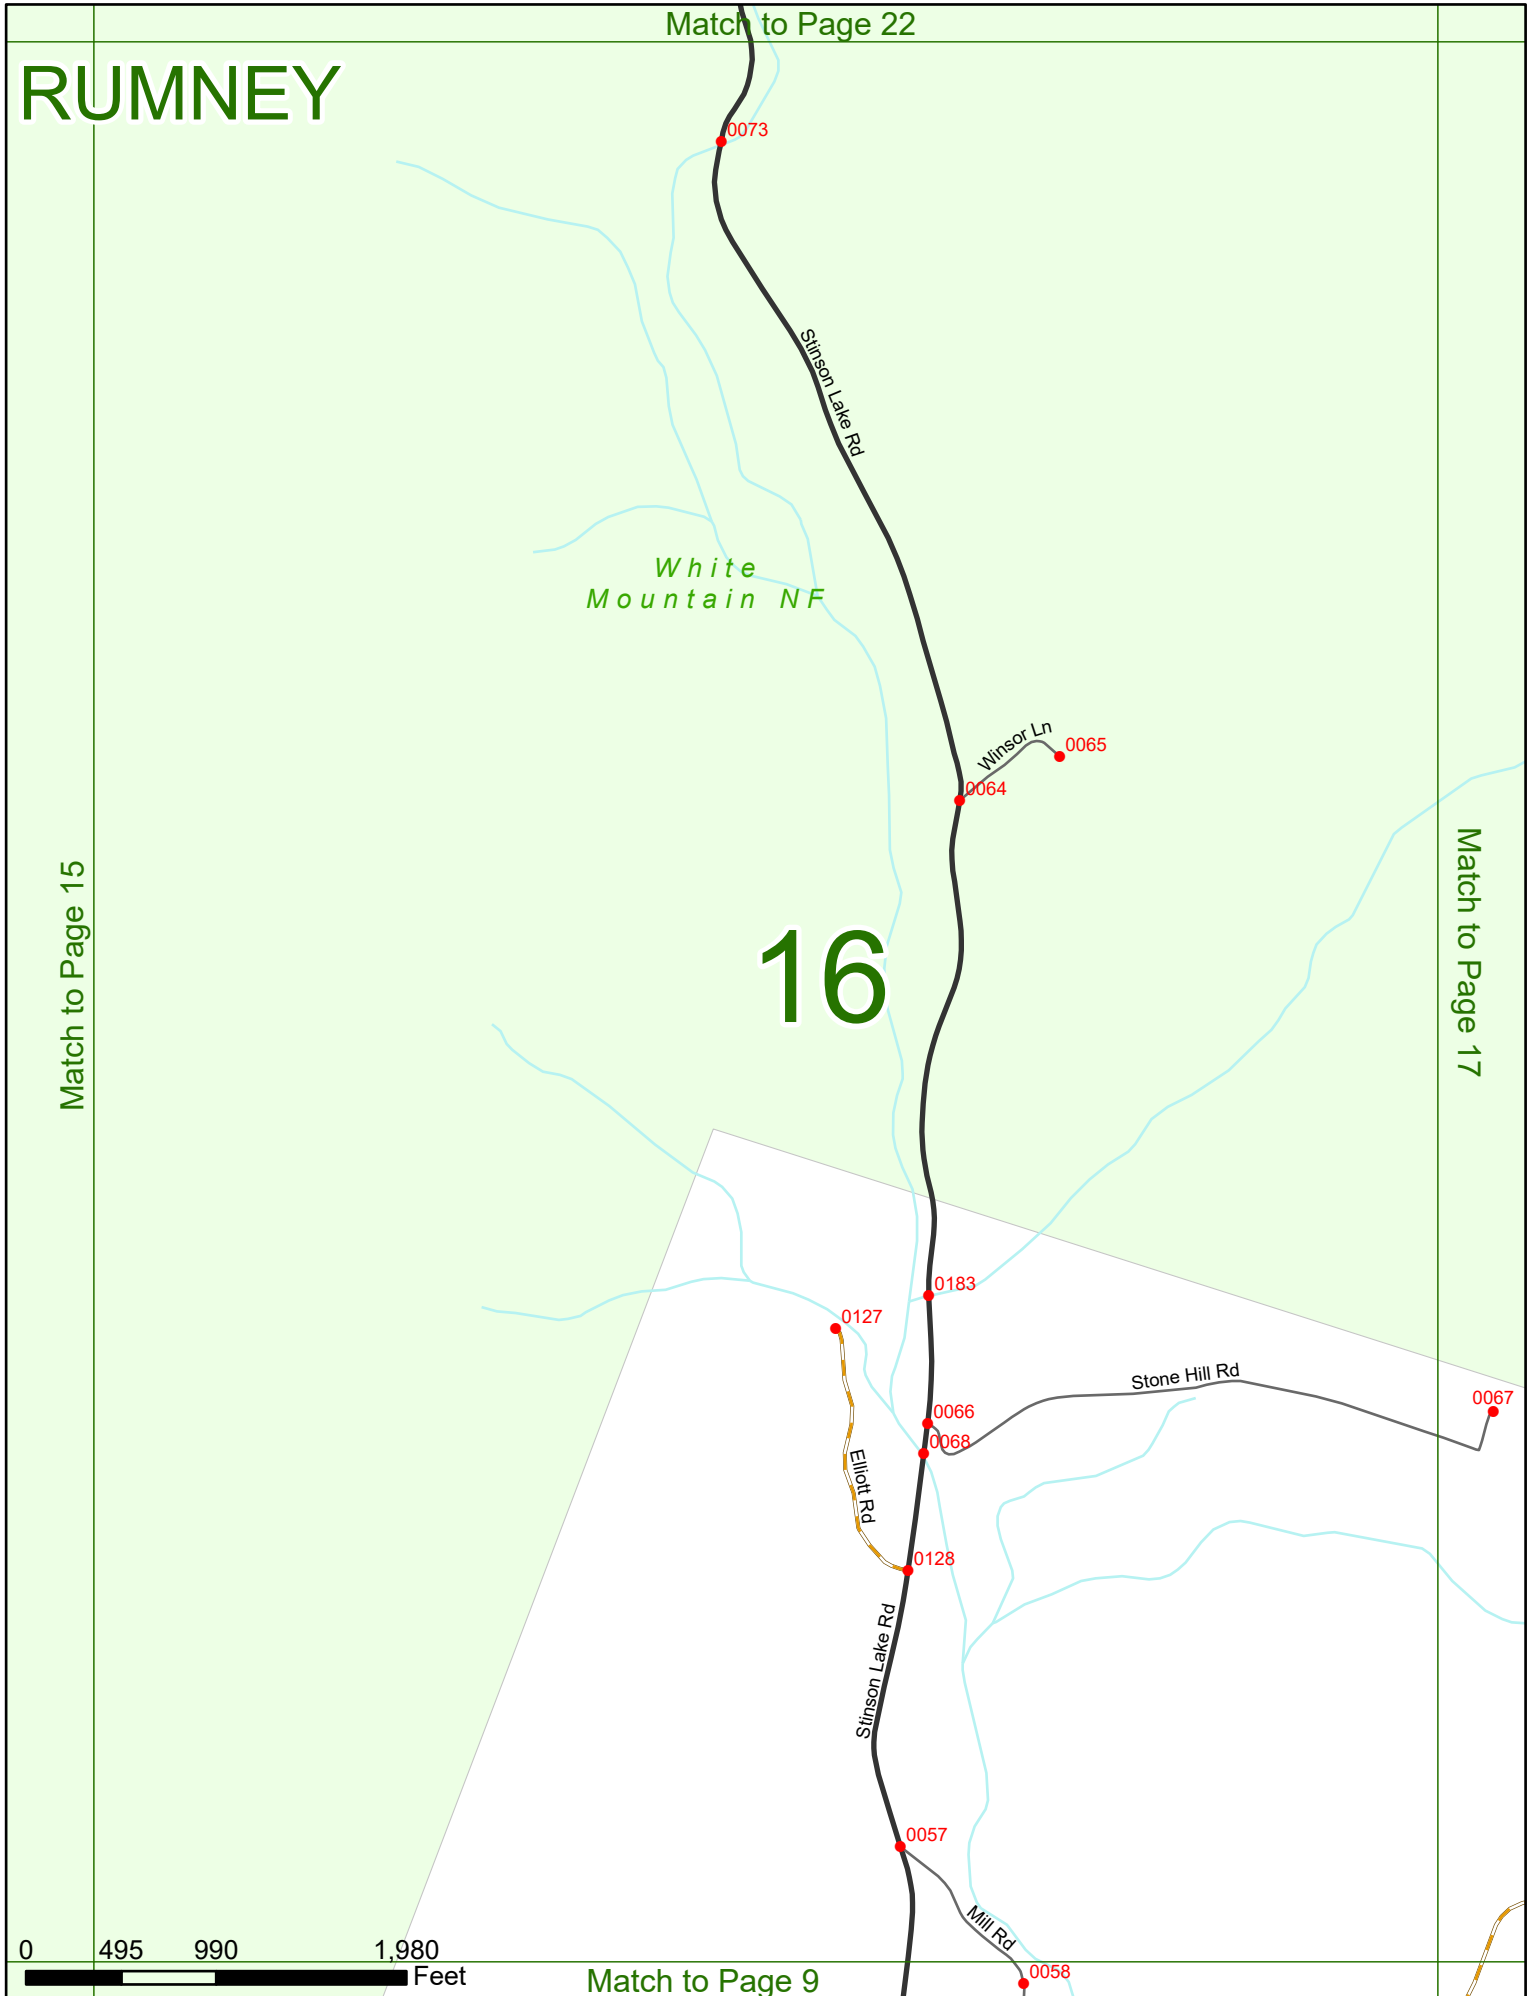 Match to Page 22
RUMNEY
0073
Stinson Lake Rd
White
Mountain NF
Winsor Ln
0065
0064
Match to Page 15
Match to Page 17
16
0183
0127
Stone Hill Rd
0067
0066
0068
Elliott Rd
0128
Stinson Lake Rd
0057
Mill Rd
0 495 990 1,980
Feet
0058
Match to Page 9